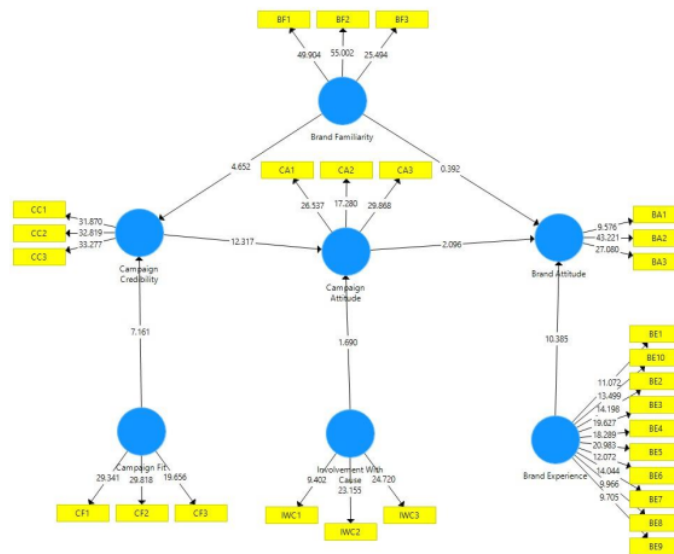 BF1 BF2 BF3
49.904 55.002 25.494
Brand Familiarity
4.652 0.392
CA1 CA2 CA3
26.537 17.280 29.868
CC1
CC2
CC3
31.870
32.819
33.277
Campaign
Credibility
12.317
Campaign
Attitude
2.096
Brand Attitude
9.576
43.221
27.080
BA1
BA2
BA3
7.161
1.690
10.385
Campaign Fit
29.341 29.818 19.656
CF1 CF2 CF3
Involvement With
Cause
9.402 23.155 24.720
IWC1 IWC2 IWC3
Brand Experience
11.072
13.499
14.198
19.627
18.289
20.983
12.072
14.044
9.966
9.705
BE1
BE10
BE2
BE3
BE4
BE5
BE6
BE7
BE8
BE9